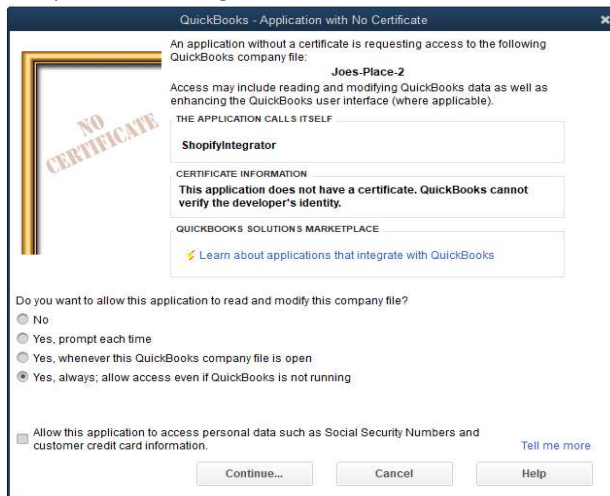 QuickBooks - Application with No Certificate
An application without a certificate is requesting access to the following
QuickBooks company file:
Joes-Place-2
Access may include reading and modifying QuickBooks data as well as
enhancing the QuickBooks user interface (where applicable).
NO
CERTIFICATE
THE APPLICATION CALLS ITSELF
ShopifyIntegrator
CERTIFICATE INFORMATION
This application does not have a certificate. QuickBooks cannot
verify the developer's identity.
QUICKBOOKS SOLUTIONS MARKETPLACE
Learn about applications that integrate with QuickBooks
Do you want to allow this application to read and modify this company file?
No
Yes, prompt each time
Yes, whenever this QuickBooks company file is open
Yes, always; allow access even if QuickBooks is not running
Allow this application to access personal data such as Social Security Numbers and
customer credit card information.
Tell me more
Continue...
Cancel
Help